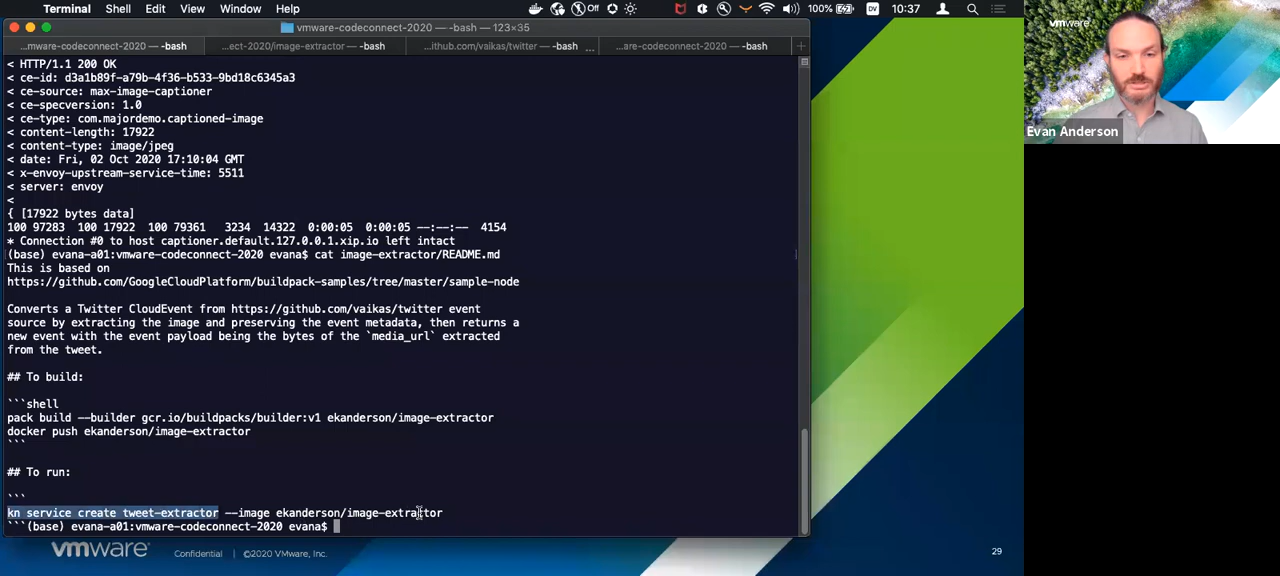 Terminal Shell Edit View Window Help
Off 100% DV 10:37
vmware-codeconnect-2020 — -bash — 123×35
...mware-codeconnect-2020 — -bash
...ect-2020/image-extractor — -bash
...ithub.com/vaikas/twitter — -bash ...
...are-codeconnect-2020 — -bash
< HTTP/1.1 200 OK
< ce-id: d3a1b89f-a79b-4f36-b533-9bd18c6345a3
< ce-source: max-image-captioner
< ce-specversion: 1.0
< ce-type: com.majordemo.captioned-image
< content-length: 17922
< content-type: image/jpeg
< date: Fri, 02 Oct 2020 17:10:04 GMT
< x-envoy-upstream-service-time: 5511
< server: envoy
<
{ [17922 bytes data]
100 97283 100 17922 100 79361 3234 14322 0:00:05 0:00:05 --:--:-- 4154
* Connection #0 to host captioner.default.127.0.0.1.xip.io left intact
(base) evana-a01:vmware-codeconnect-2020 evana$ cat image-extractor/README.md
This is based on
https://github.com/GoogleCloudPlatform/buildpack-samples/tree/master/sample-node
Converts a Twitter CloudEvent from https://github.com/vaikas/twitter event
source by extracting the image and preserving the event metadata, then returns a
new event with the event payload being the bytes of the `media_url` extracted
from the tweet.
## To build:
```shell
pack build --builder gcr.io/buildpacks/builder:v1 ekanderson/image-extractor
docker push ekanderson/image-extractor
```
## To run:
```
kn service create tweet-extractor --image ekanderson/image-extractor
```(base) evana-a01:vmware-codeconnect-2020 evana$
vmware Confidential | ©2020 VMware, Inc. 29
vmware
Evan Anderson